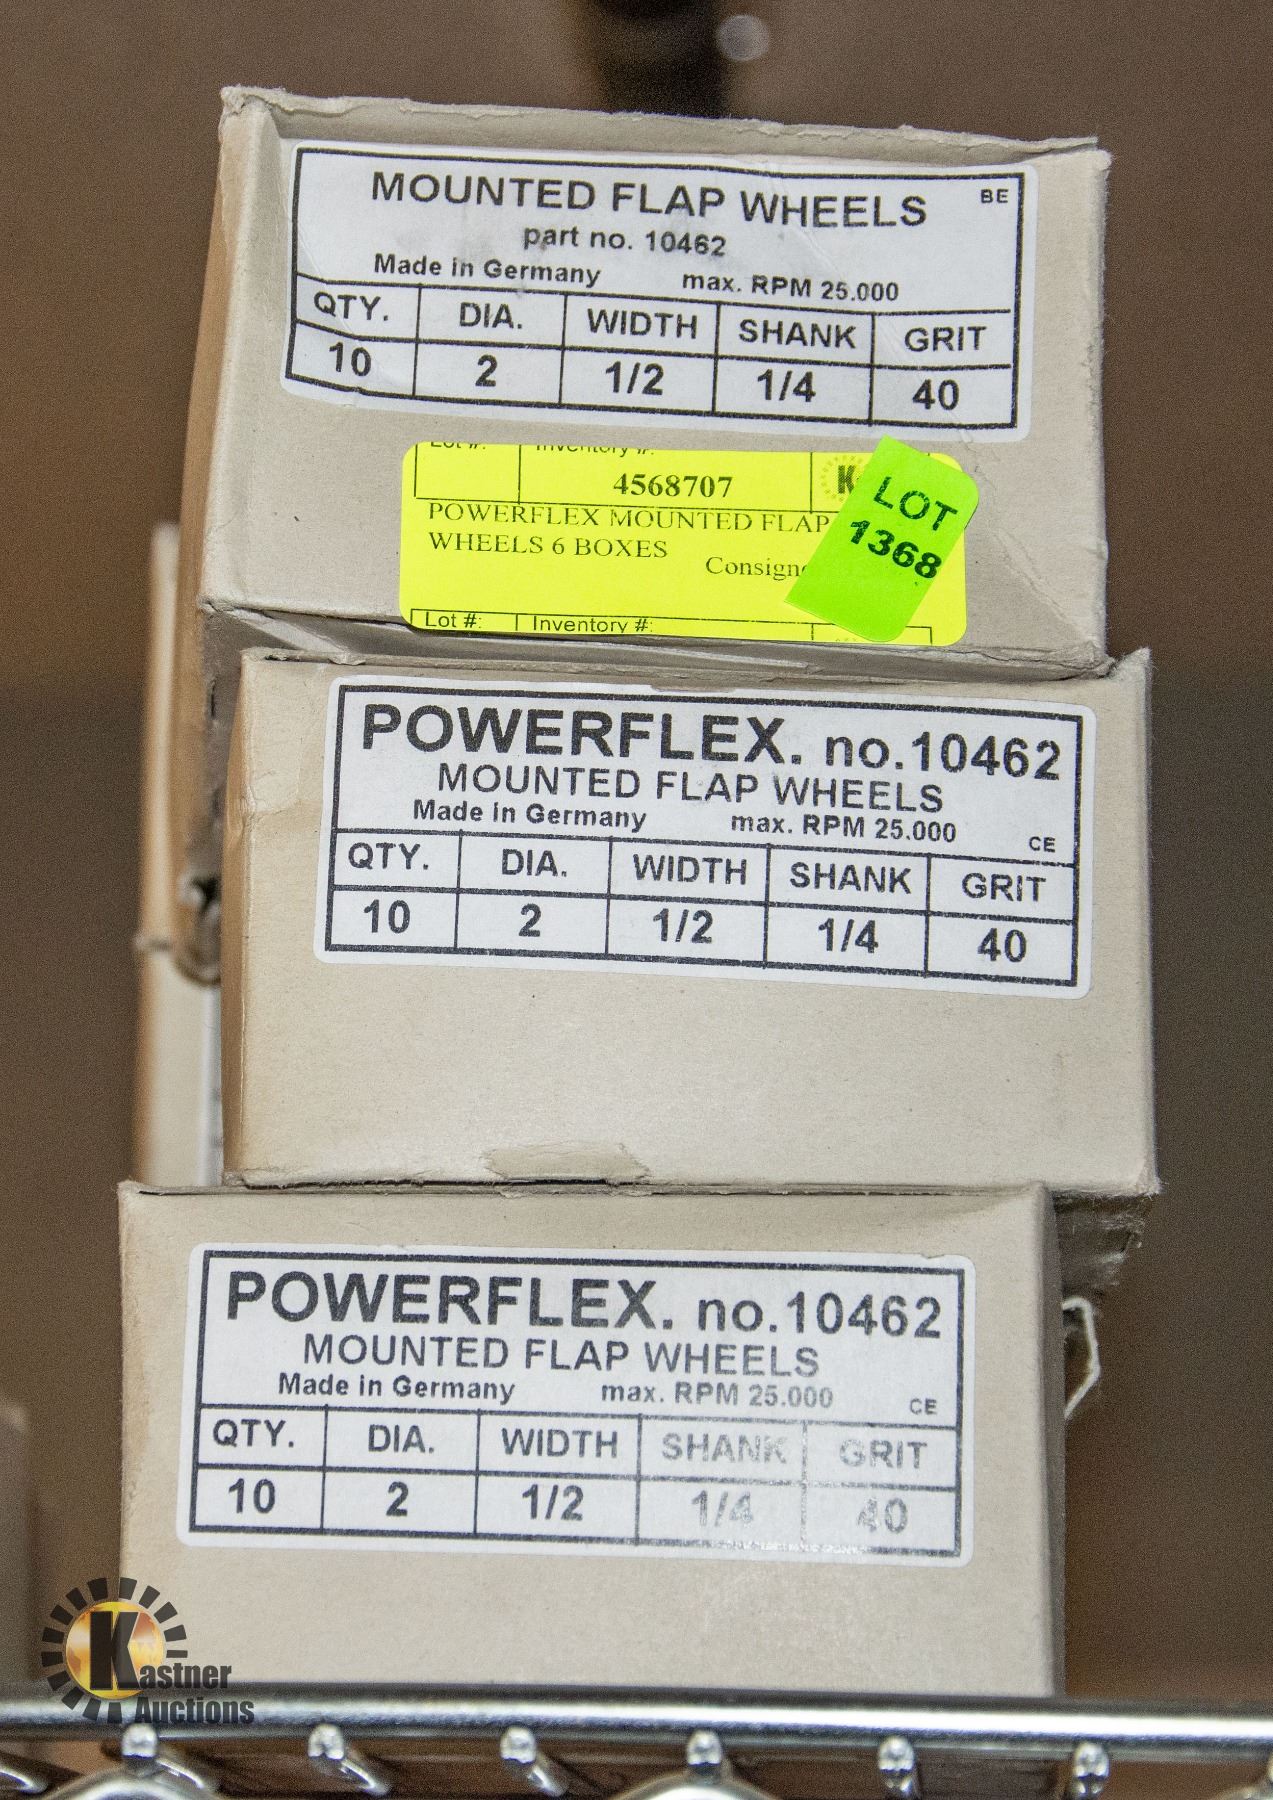 MOUNTED FLAP WHEELS BE
part no. 10462
Made in Germany max. RPM 25.000
QTY. DIA. WIDTH SHANK GRIT
10 2 1/2 1/4 40
Lot #: Inventory #:
4568707 K
POWERFLEX MOUNTED FLAP
WHEELS 6 BOXES
LOT
1368
Lot #: Inventory #:
POWERFLEX. no.10462
MOUNTED FLAP WHEELS
Made in Germany max. RPM 25.000 CE
QTY. DIA. WIDTH SHANK GRIT
10 2 1/2 1/4 40
POWERFLEX. no.10462
MOUNTED FLAP WHEELS
Made in Germany max. RPM 25.000 CE
QTY. DIA. WIDTH SHANK GRIT
10 2 1/2 1/4 40
Kastner
Auctions